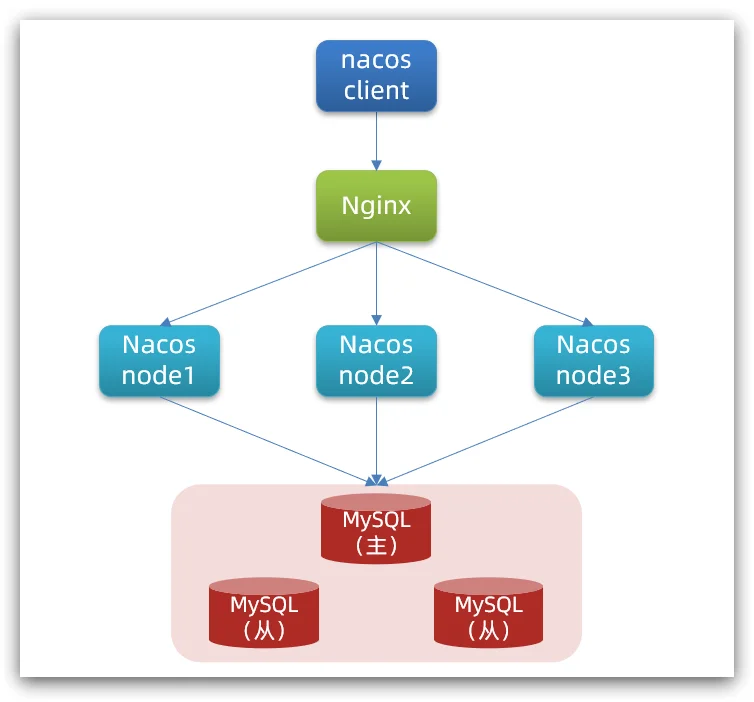 nacos
client
Nginx
Nacos
node1
Nacos
node2
Nacos
node3
MySQL
（主）
MySQL
（从）
MySQL
（从）